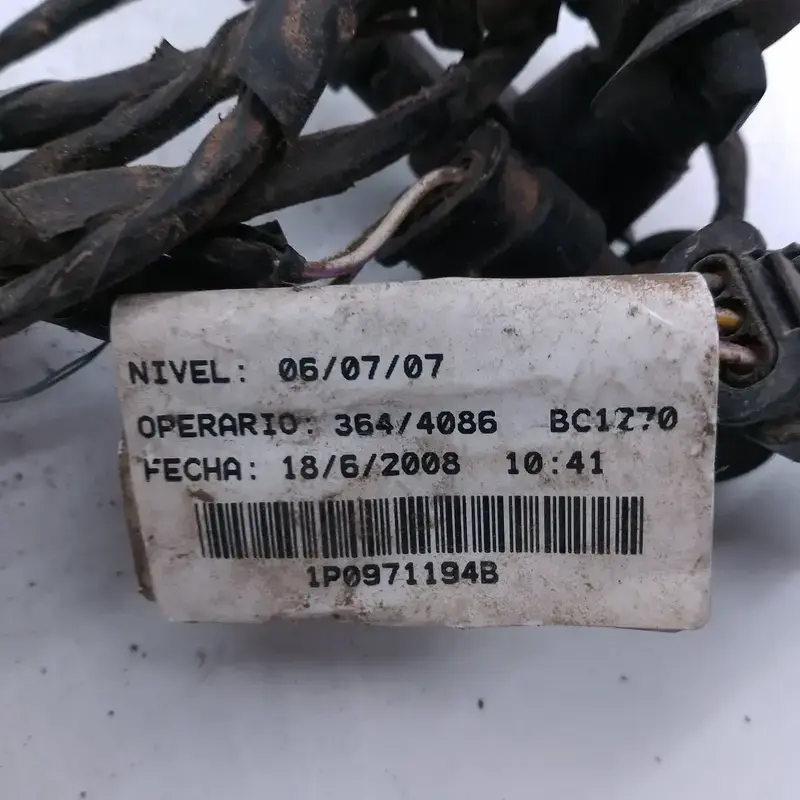 NIVEL: 06/07/07
OPERARIO: 364/4086 BC1270
FECHA: 18/6/2008 10:41
1P0971194B